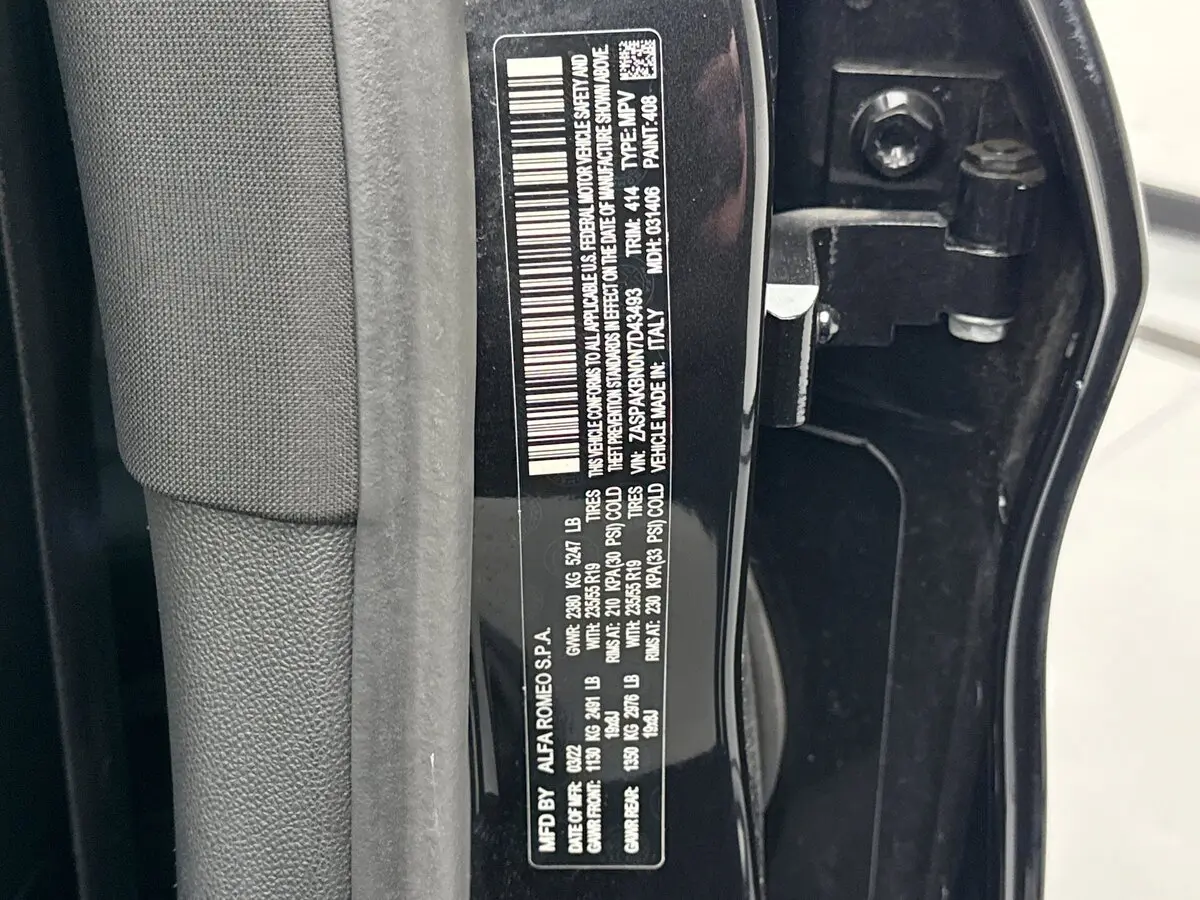 MFD BY ALFA ROMEO S.P.A.
DATE OF MFR: 03/22 GVWR: 2380 KG 5247 LB
GAWR FRONT: 1130 KG 2491 LB WITH: 235/55 R19 TIRES
19x8J RIMS AT: 210 KPA(30 PSI) COLD
GAWR REAR: 1350 KG 2976 LB WITH: 235/55 R19 TIRES
19x8J RIMS AT: 230 KPA(33 PSI) COLD
THIS VEHICLE CONFORMS TO ALL APPLICABLE U.S. FEDERAL MOTOR VEHICLE SAFETY AND
THEFT PREVENTION STANDARDS IN EFFECT ON THE DATE OF MANUFACTURE SHOWN ABOVE.
VIN: ZASPAKBN0N7D43493 TRIM: 414 TYPE: MPV
VEHICLE MADE IN: ITALY MDH: 031406 PAINT: 408